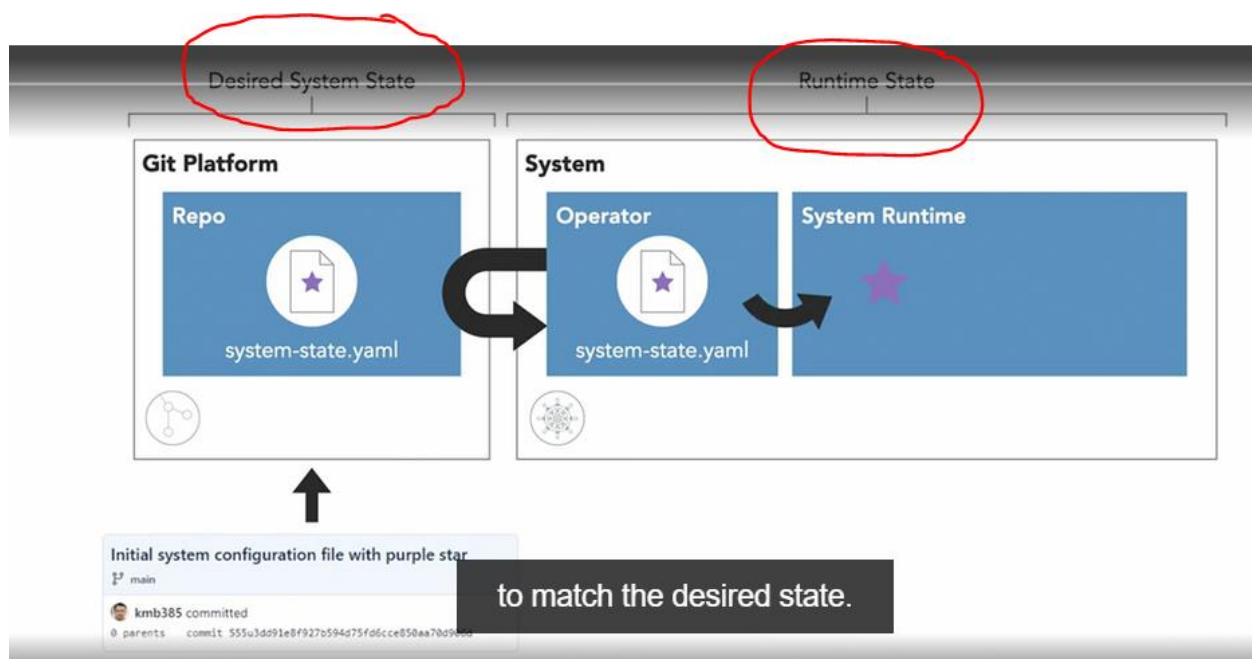 Desired System State
Runtime State
Git Platform
System
Repo
Operator
System Runtime
system-state.yaml
system-state.yaml
Initial system configuration file with purple star
main
kmb385 committed
0 parents commit
to match the desired state.